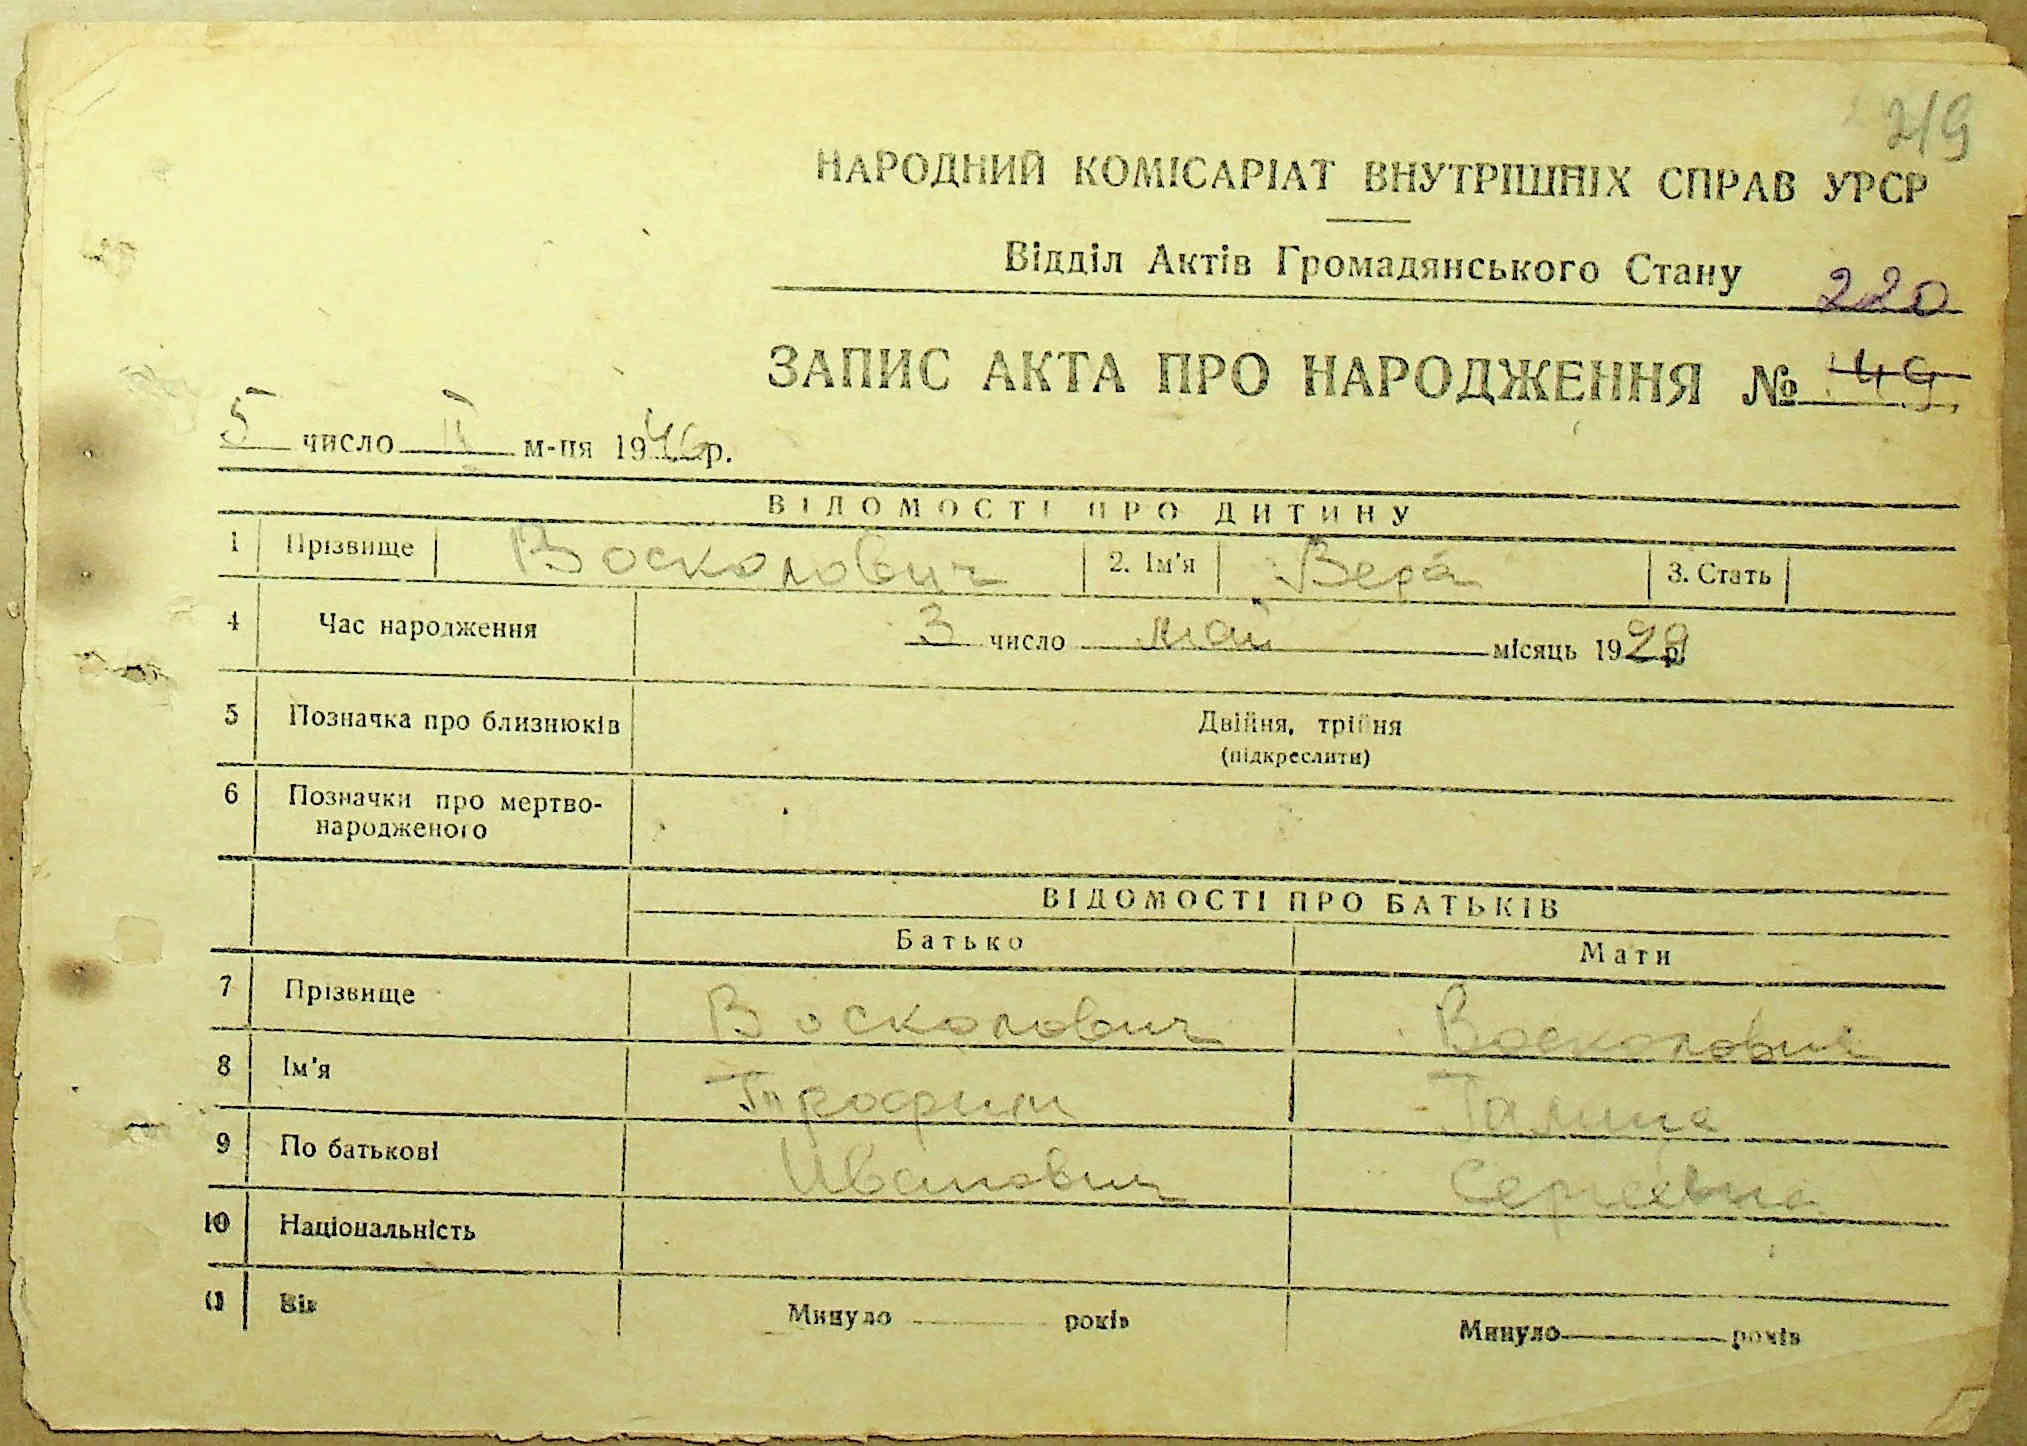 219
НАРОДНИЙ КОМІСАРІАТ ВНУТРІШНІХ СПРАВ УРСР
Відділ Актів Громадянського Стану 220
ЗАПИС АКТА ПРО НАРОДЖЕННЯ № 49
5 число II м-ця 1946 р.
ВІДОМОСТІ ПРО ДИТИНУ
1 Прізвище Восколович 2. Ім'я Вера 3. Стать
4 Час народження 3 число май місяць 1929 р.
5 Позначка про близнюків Двійня, трійня
(підкреслити)
6 Позначки про мертво-
народженого
ВІДОМОСТІ ПРО БАТЬКІВ
Батько Мати
7 Прізвище Восколович Восколович
8 Ім'я Трофим Галина
9 По батькові Иванович Сергеевна
10 Національність
11 Вік Минуло років Минуло років